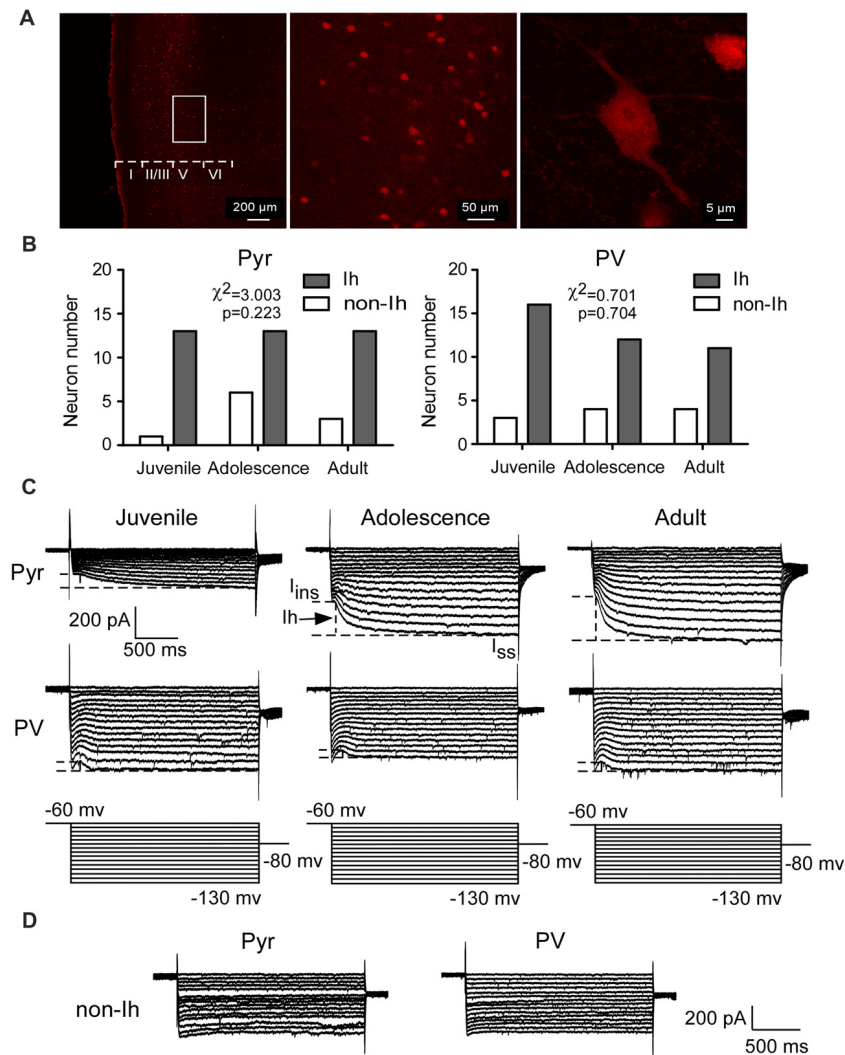 A
I II/III V VI
200 µm
50 µm
5 µm
B
Pyr
Neuron number
20
15
10
5
0
χ2=3.003
p=0.223
Ih
non-Ih
Juvenile Adolescence Adult
PV
Neuron number
20
15
10
5
0
χ2=0.701
p=0.704
Ih
non-Ih
Juvenile Adolescence Adult
C
Juvenile Adolescence Adult
Pyr
200 pA
500 ms
Iins
Ih
Iss
PV
-60 mv -60 mv -60 mv
-80 mv -80 mv -80 mv
-130 mv -130 mv -130 mv
D
Pyr PV
non-Ih
200 pA
500 ms